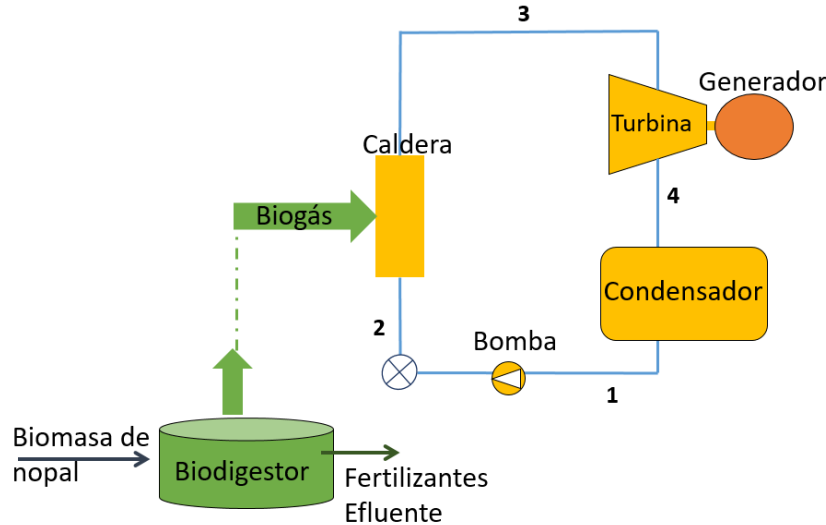 3
Generador
Turbina
Caldera
Biogás
4
Condensador
2
Bomba
1
Biomasa de
nopal
Biodigestor
Fertilizantes
Efluente